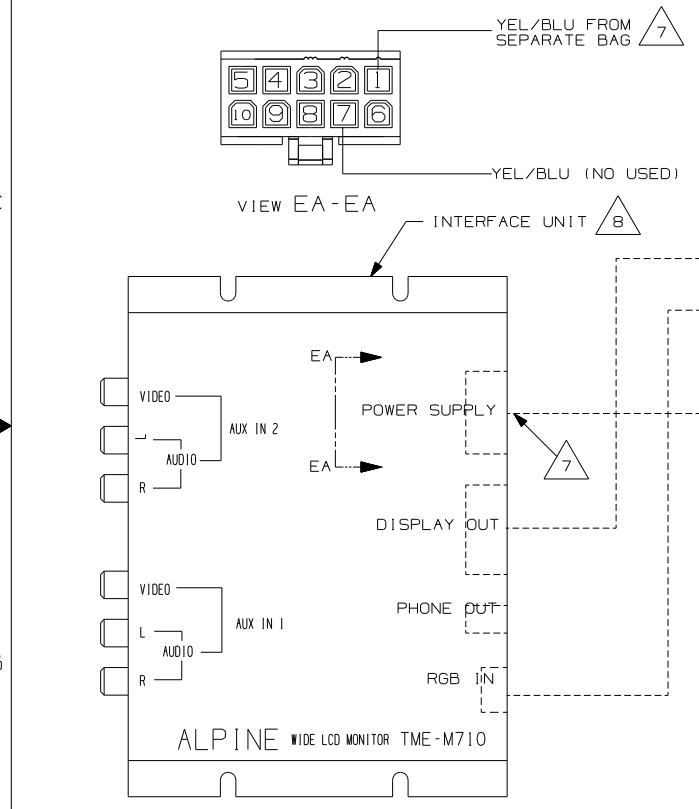 YEL/BLU FROM
SEPARATE BAG 7
5 4 3 2 1
10 9 8 7 6
YEL/BLU (NO USED)
VIEW EA-EA
INTERFACE UNIT 8
EA
POWER SUPPLY
VIDEO
L
AUDIO
R
AUX IN 2
EA
7
DISPLAY OUT
VIDEO
L
AUDIO
R
AUX IN 1
PHONE OUT
RGB IN
ALPINE WIDE LCD MONITOR TME-M710